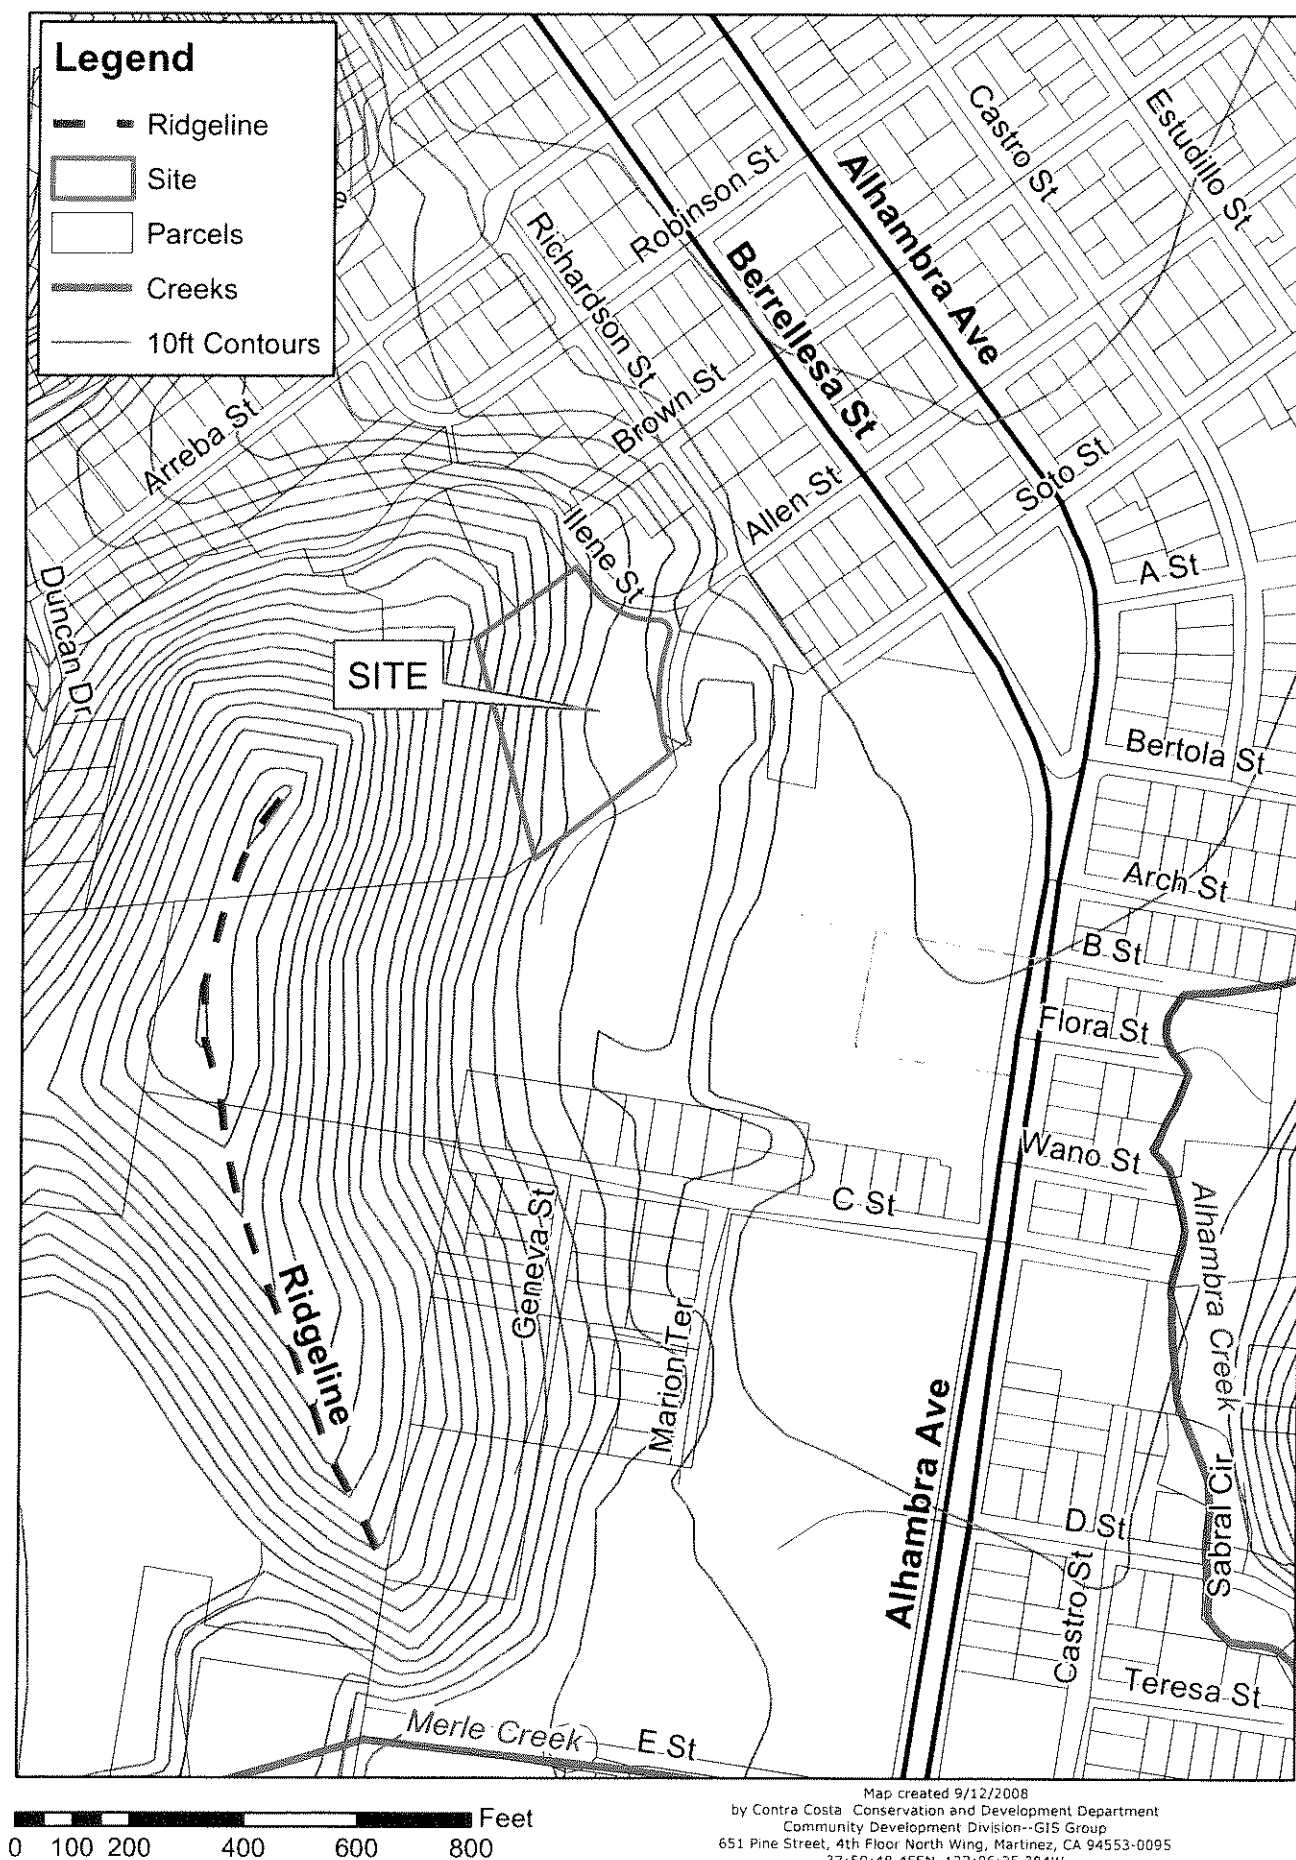 Legend
Ridgeline
Site
Parcels
Creeks
10ft Contours
Castro St
Estudillo St
Alhambra Ave
Robinson St
Richardson St
Berrellesa St
Brown St
Arreba St
Soto St
Allen St
Ilene St
A St
Duncan Dr
SITE
Bertola St
Arch St
B St
Flora St
Wano St
C St
Alhambra Creek
Geneva St
Ridgeline
Marion Ter
Alhambra Ave
D St
Sabral Cir
Castro St
Teresa St
Merle Creek
E St
Feet
0 100 200 400 600 800
Map created 9/12/2008
by Contra Costa Conservation and Development Department
Community Development Division--GIS Group
651 Pine Street, 4th Floor North Wing, Martinez, CA 94553-0095